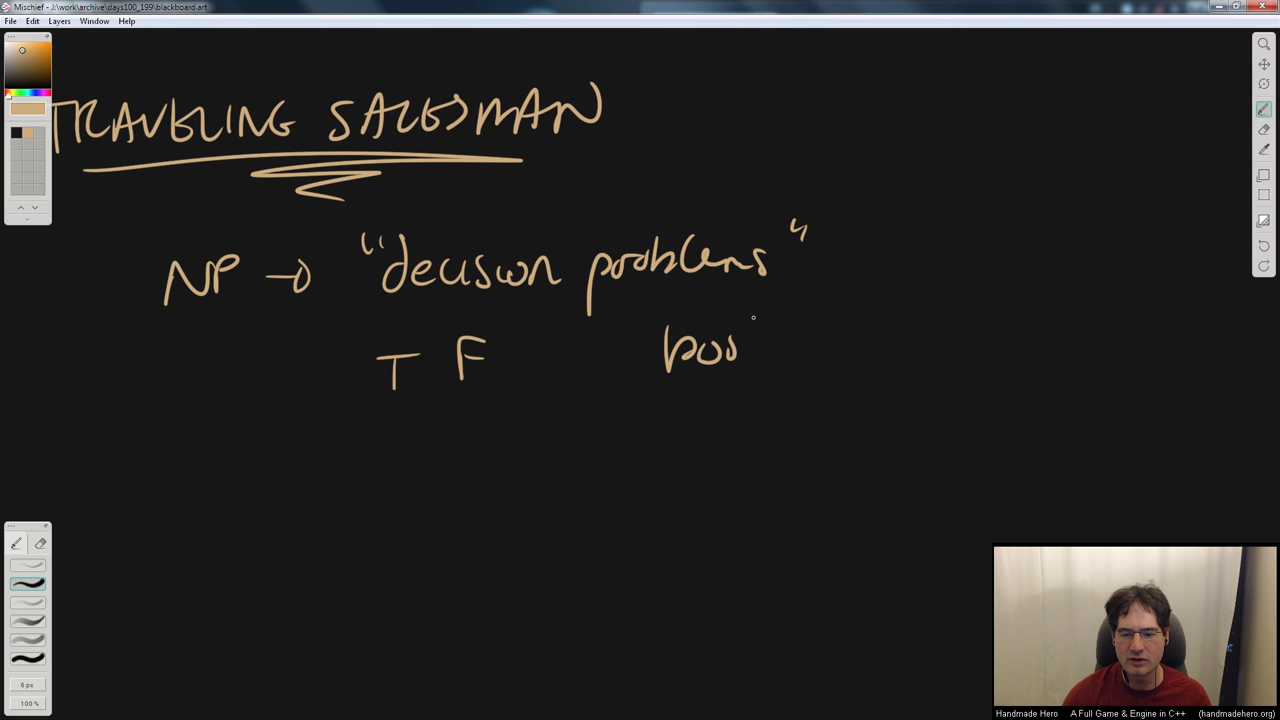 Mischief - J:\work\archive\days100_199\blackboard.art
File Edit Layers Window Help
TRAVELING SALESMAN
NP → "decision problems"
T F boo
6 px
100 %
Handmade Hero A Full Game & Engine in C++ (handmadehero.org)